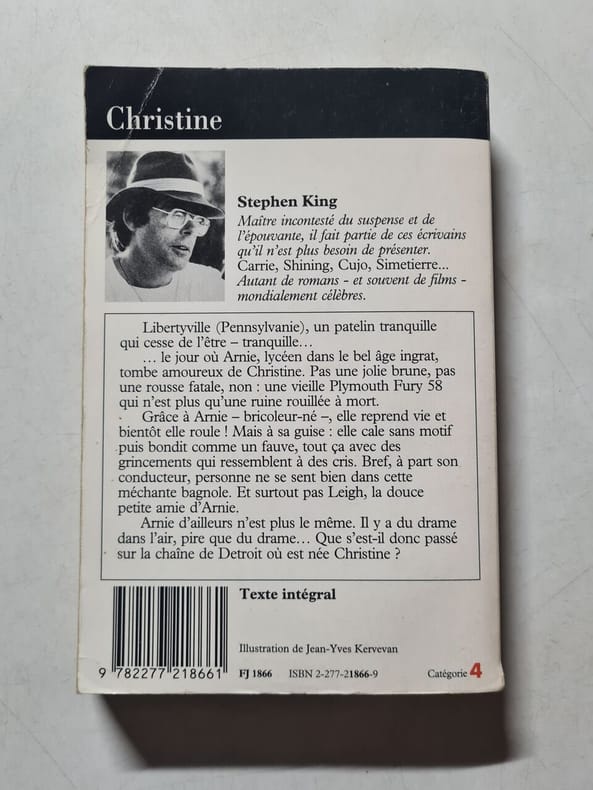 Christine
Stephen King
Maître incontesté du suspense et de
l'épouvante, il fait partie de ces écrivains
qu'il n'est plus besoin de présenter.
Carrie, Shining, Cujo, Simetierre...
Autant de romans - et souvent de films -
mondialement célèbres.
Libertyville (Pennsylvanie), un patelin tranquille
qui cesse de l'être – tranquille...
... le jour où Arnie, lycéen dans le bel âge ingrat,
tombe amoureux de Christine. Pas une jolie brune, pas
une rousse fatale, non : une vieille Plymouth Fury 58
qui n'est plus qu'une ruine rouillée à mort.
Grâce à Arnie – bricoleur-né –, elle reprend vie et
bientôt elle roule ! Mais à sa guise : elle cale sans motif
puis bondit comme un fauve, tout ça avec des
grincements qui ressemblent à des cris. Bref, à part son
conducteur, personne ne se sent bien dans cette
méchante bagnole. Et surtout pas Leigh, la douce
petite amie d'Arnie.
Arnie d'ailleurs n'est plus le même. Il y a du drame
dans l'air, pire que du drame... Que s'est-il donc passé
sur la chaîne de Detroit où est née Christine ?
Texte intégral
Illustration de Jean-Yves Kervevan
9 782277 218661 FJ 1866 ISBN 2-277-21866-9 Catégorie 4